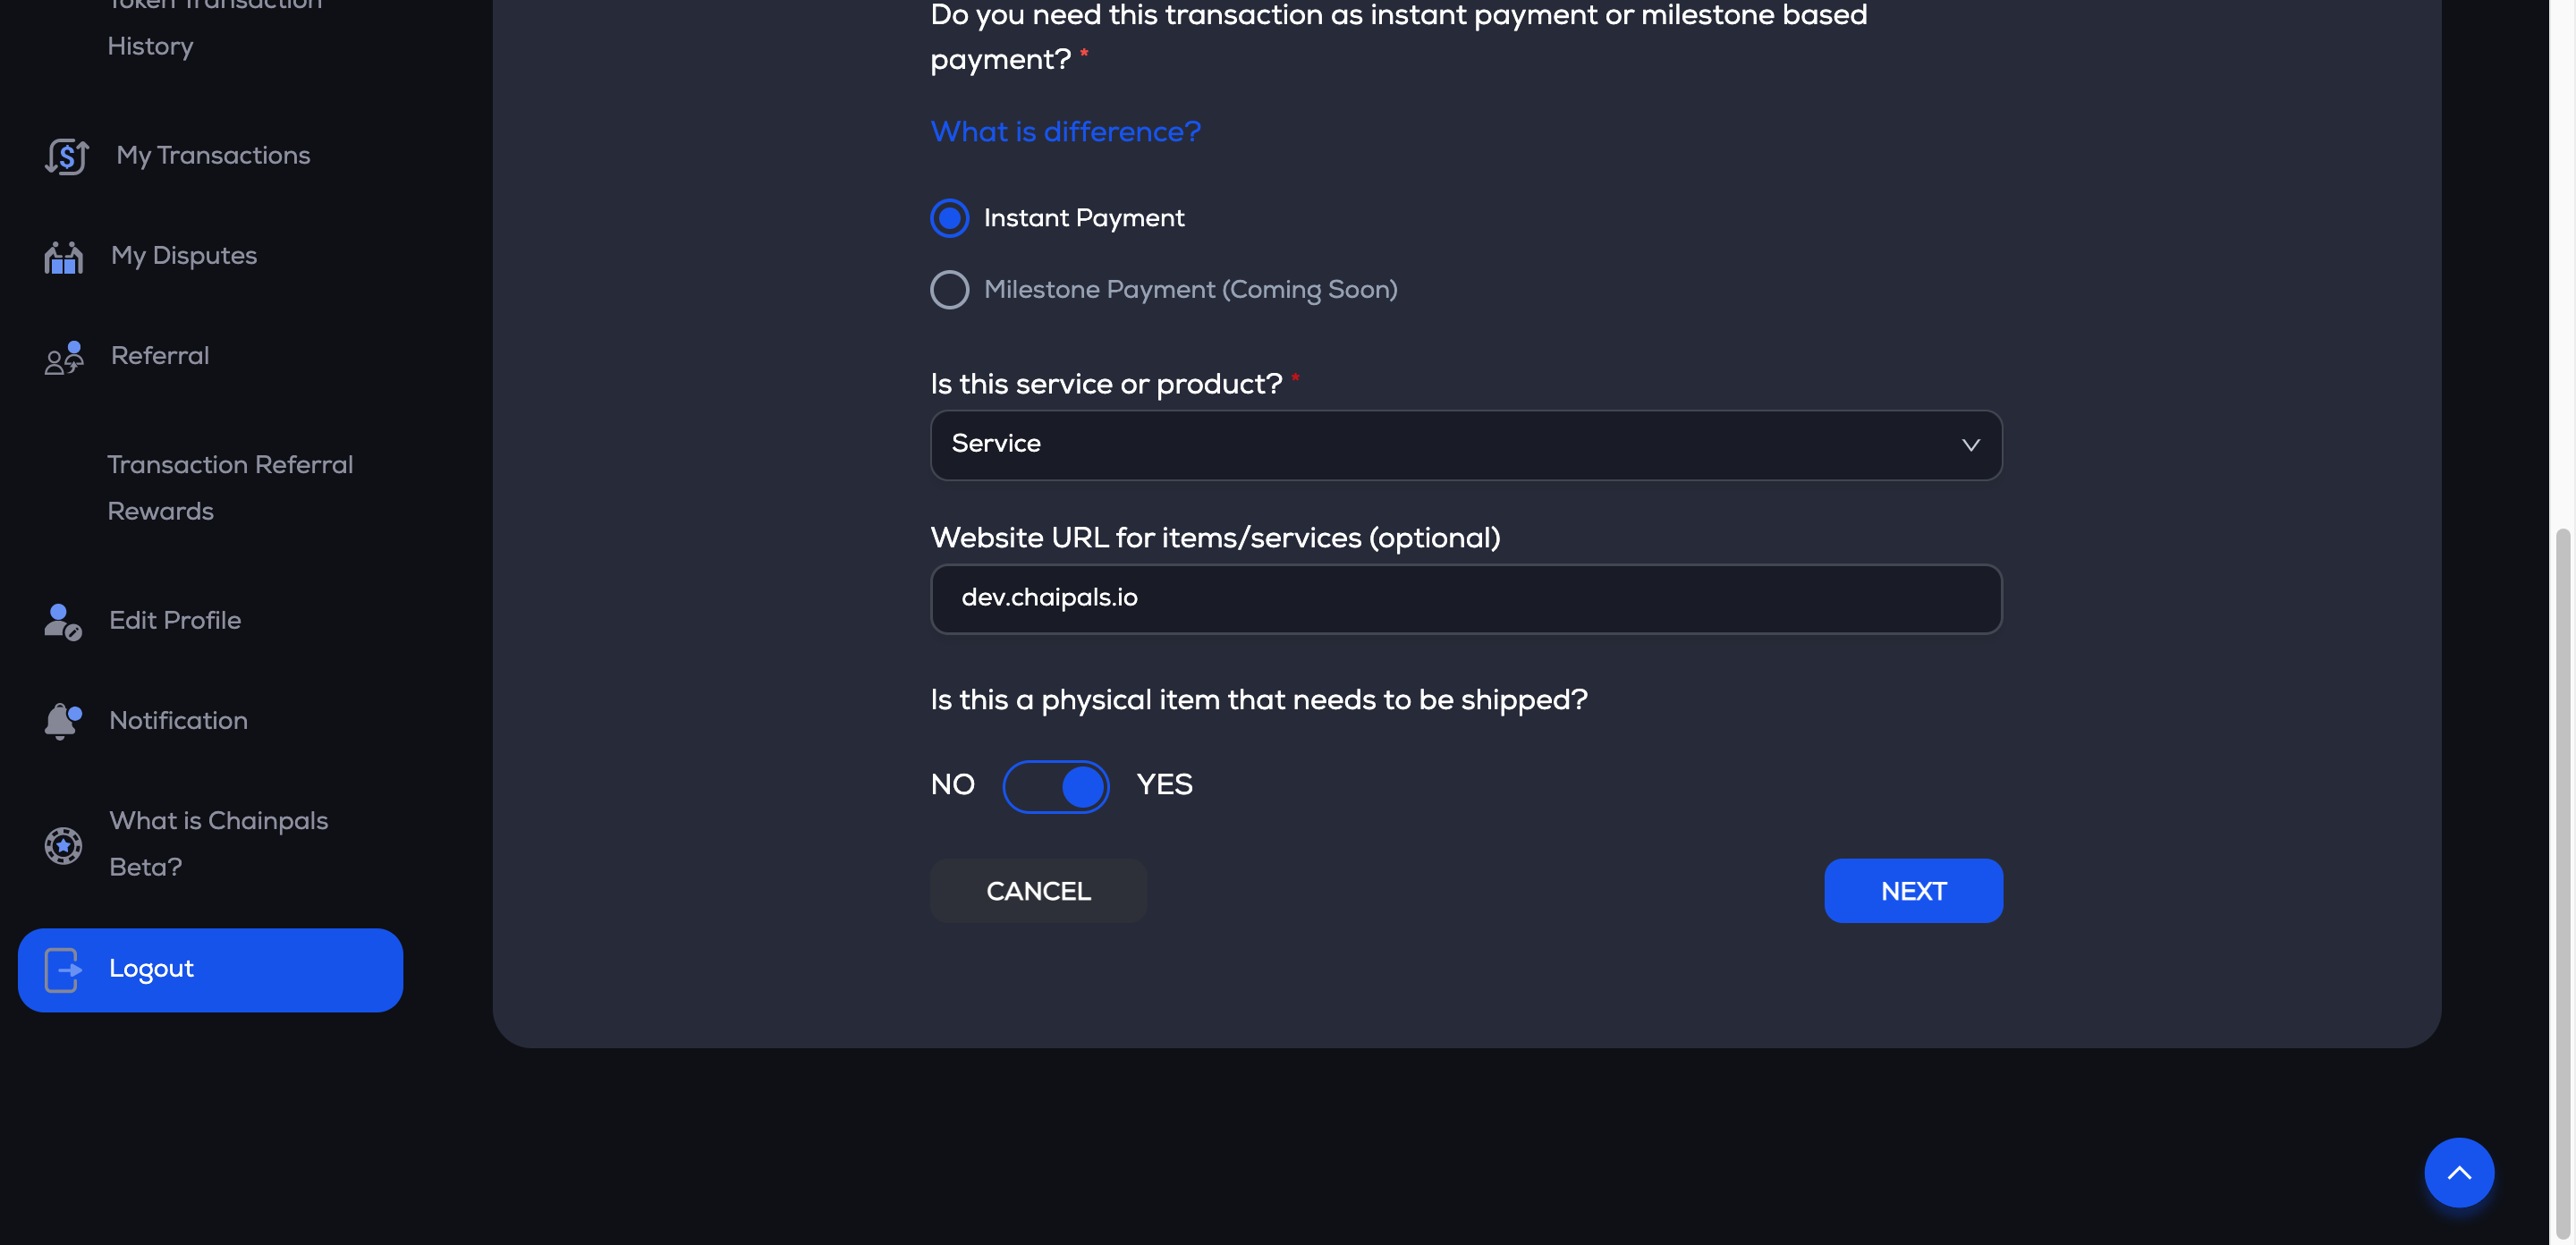 Token Transaction
History
My Transactions
My Disputes
Referral
Transaction Referral
Rewards
Edit Profile
Notification
What is Chainpals
Beta?
Logout
Do you need this transaction as instant payment or milestone based
payment? *
What is difference?
Instant Payment
Milestone Payment (Coming Soon)
Is this service or product? *
Service
Website URL for items/services (optional)
dev.chaipals.io
Is this a physical item that needs to be shipped?
NO YES
CANCEL NEXT